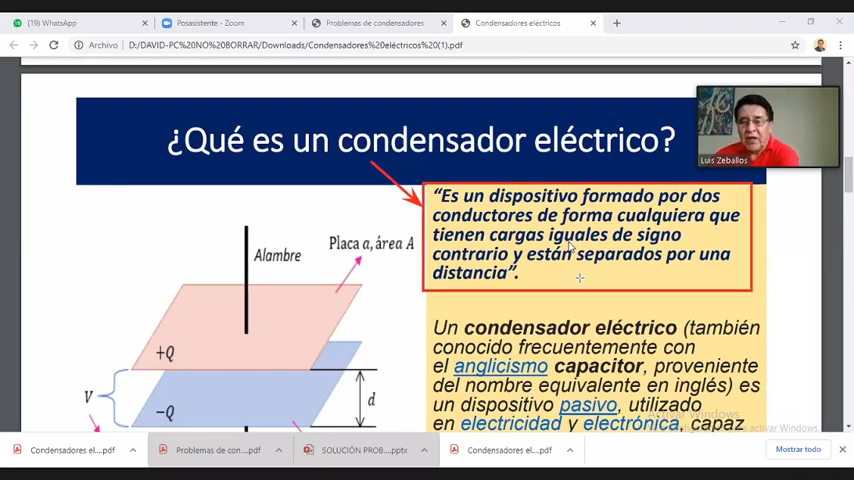 (19) WhatsApp
Posasistente - Zoom
Problemas de condensadores
Condensadores eléctricos
Archivo
D:/DAVID-PC%20NO%20BORRAR/Downloads/Condensadores%20eléctricos%20(1).pdf
¿Qué es un condensador eléctrico?
Luis Zeballos
“Es un dispositivo formado por dos
conductores de forma cualquiera que
tienen cargas iguales de signo
contrario y están separados por una
distancia”.
Alambre
Placa a, área A
+Q
V
−Q
d
Un condensador eléctrico (también
conocido frecuentemente con
el anglicismo capacitor, proveniente
del nombre equivalente en inglés) es
un dispositivo pasivo, utilizado
en electricidad y electrónica, capaz
Activar Windows
activar Windows.
Condensadores el....pdf
Problemas de con....pdf
SOLUCIÓN PROB....pptx
Condensadores el....pdf
Mostrar todo